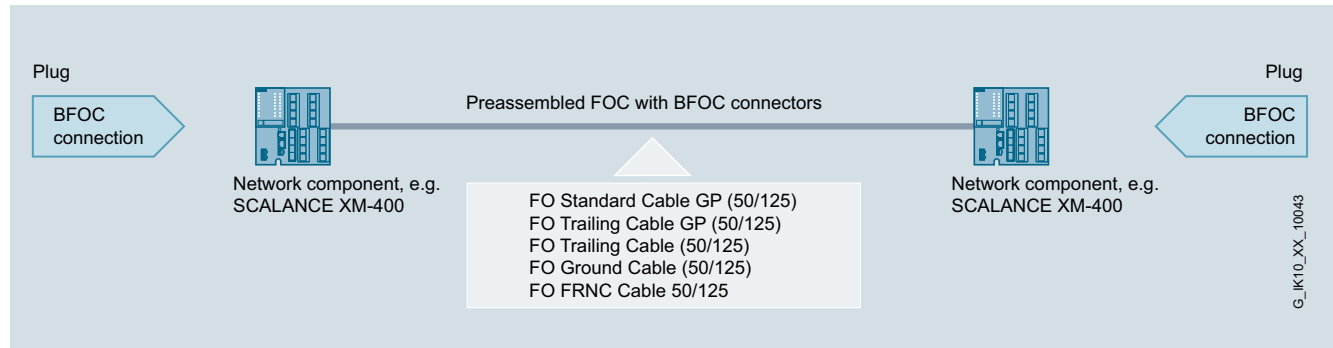 Plug
BFOC
connection
Network component, e.g.
SCALANCE XM-400
Preassembled FOC with BFOC connectors
FO Standard Cable GP (50/125)
FO Trailing Cable GP (50/125)
FO Trailing Cable (50/125)
FO Ground Cable (50/125)
FO FRNC Cable 50/125
Network component, e.g.
SCALANCE XM-400
Plug
BFOC
connection
G_IK10_XX_10043